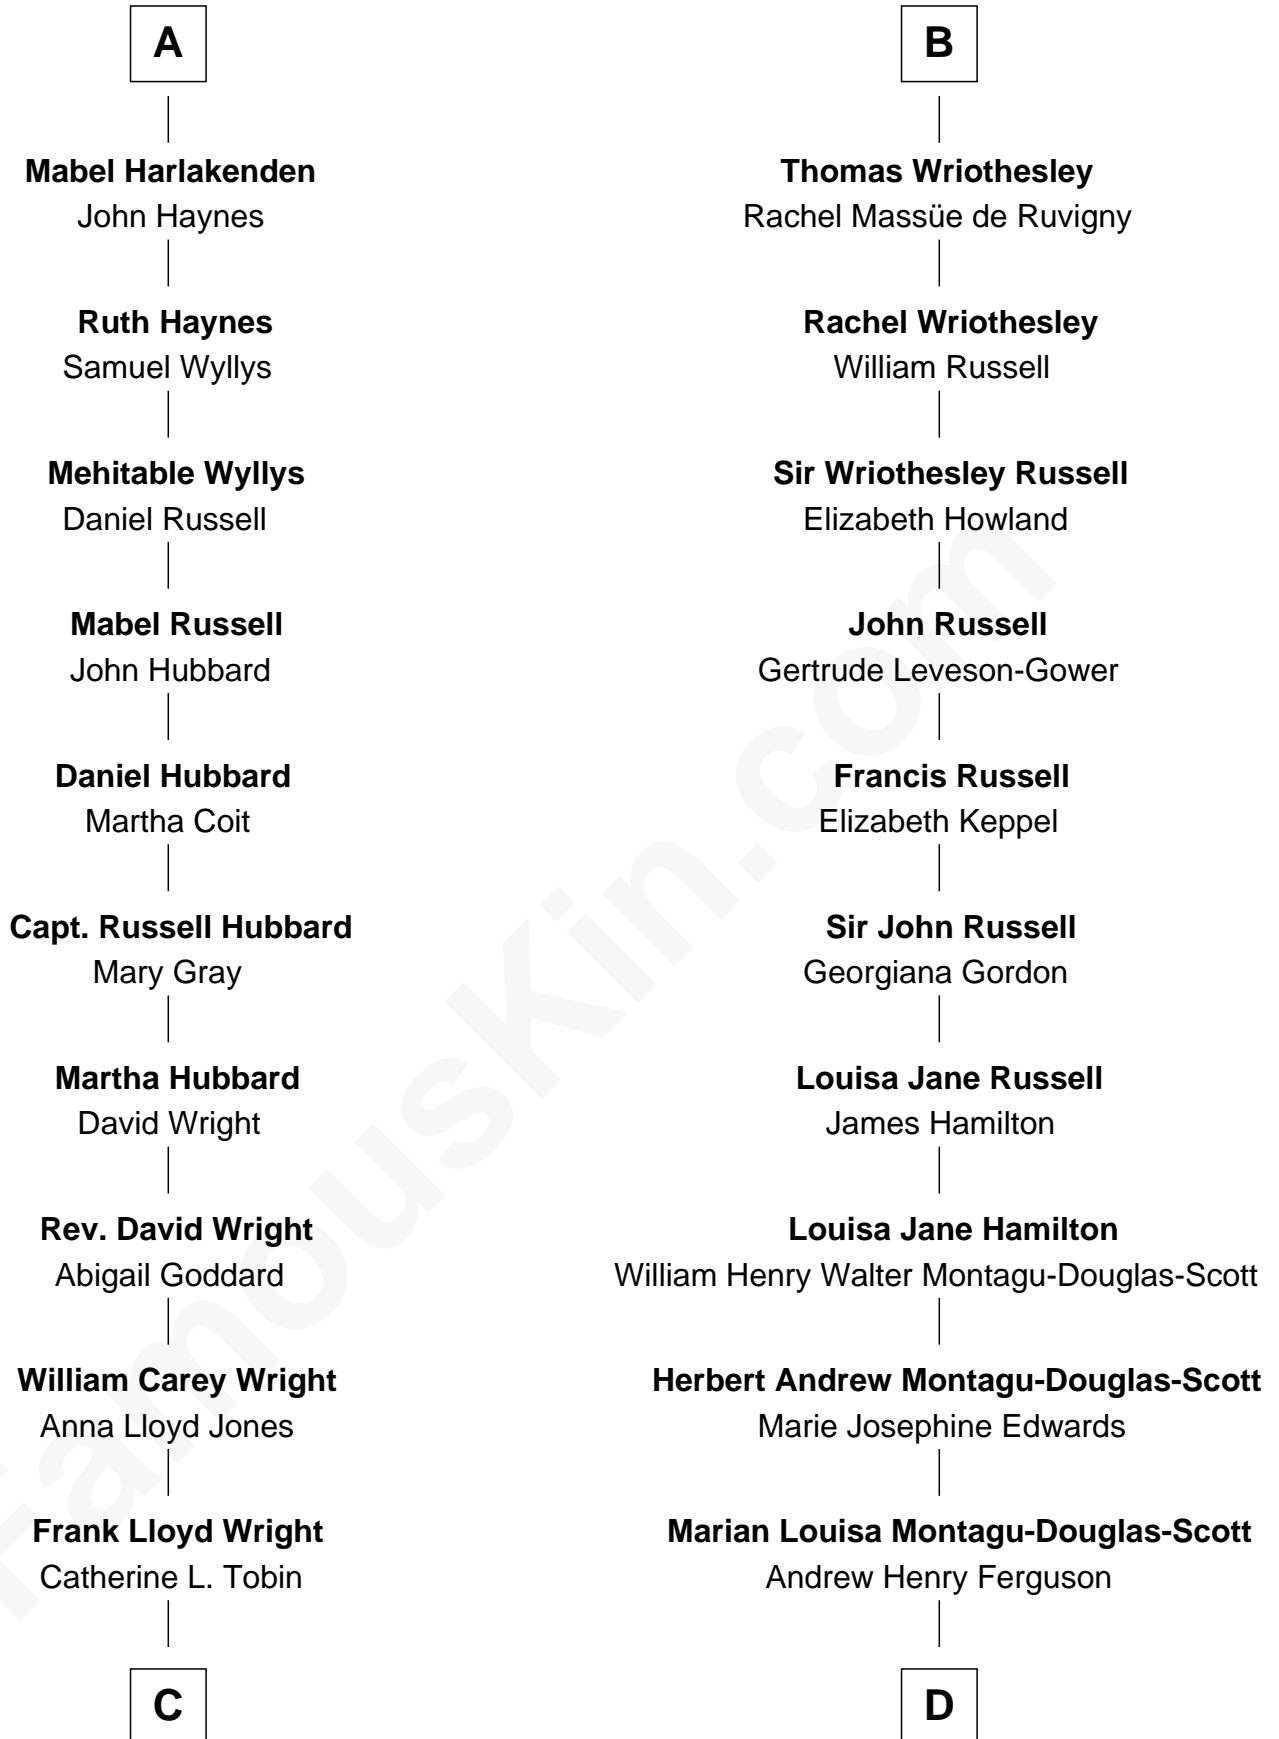 A
Mabel Harlakenden
John Haynes
Ruth Haynes
Samuel Wyllys
Mehitable Wyllys
Daniel Russell
Mabel Russell
John Hubbard
Daniel Hubbard
Martha Coit
Capt. Russell Hubbard
Mary Gray
Martha Hubbard
David Wright
Rev. David Wright
Abigail Goddard
William Carey Wright
Anna Lloyd Jones
Frank Lloyd Wright
Catherine L. Tobin
C
B
Thomas Wriothesley
Rachel Massüe de Ruvigny
Rachel Wriothesley
William Russell
Sir Wriothesley Russell
Elizabeth Howland
John Russell
Gertrude Leveson-Gower
Francis Russell
Elizabeth Keppel
Sir John Russell
Georgiana Gordon
Louisa Jane Russell
James Hamilton
Louisa Jane Hamilton
William Henry Walter Montagu-Douglas-Scott
Herbert Andrew Montagu-Douglas-Scott
Marie Josephine Edwards
Marian Louisa Montagu-Douglas-Scott
Andrew Henry Ferguson
D
FamousKin.com